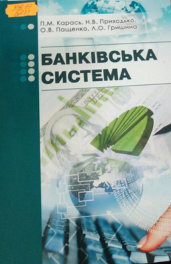 П.М. Карась, Н.В. Приходько,
О.В. Пащенко, Л.О. Гришина
БАНКІВСЬКА
СИСТЕМА